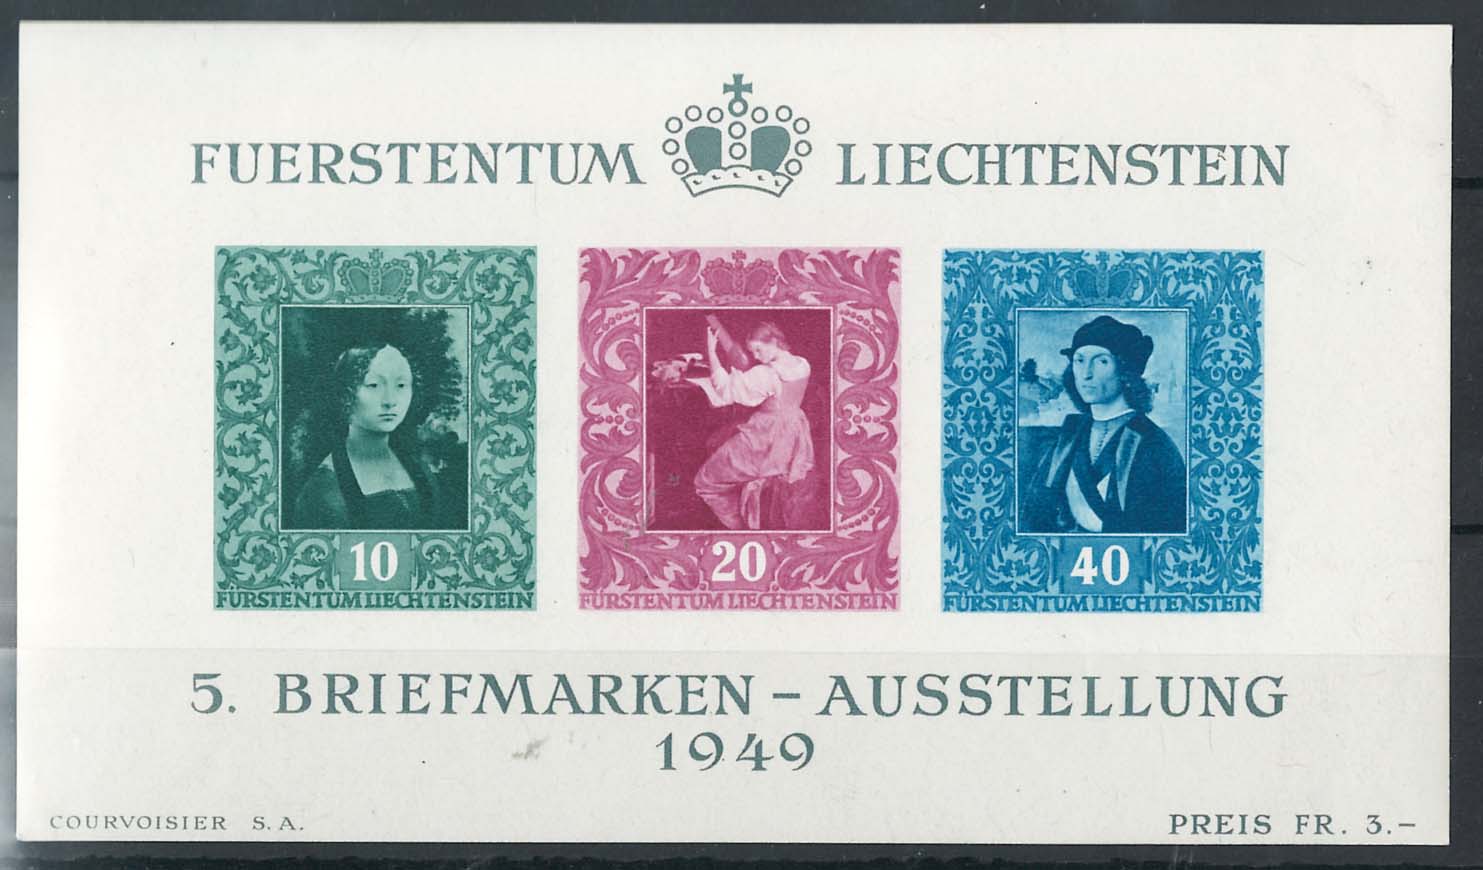 FUERSTENTUM LIECHTENSTEIN
10
FÜRSTENTUM LIECHTENSTEIN
20
FÜRSTENTUM LIECHTENSTEIN
40
FÜRSTENTUM LIECHTENSTEIN
5. BRIEFMARKEN – AUSSTELLUNG
1949
COURVOISIER S. A.
PREIS FR. 3.–